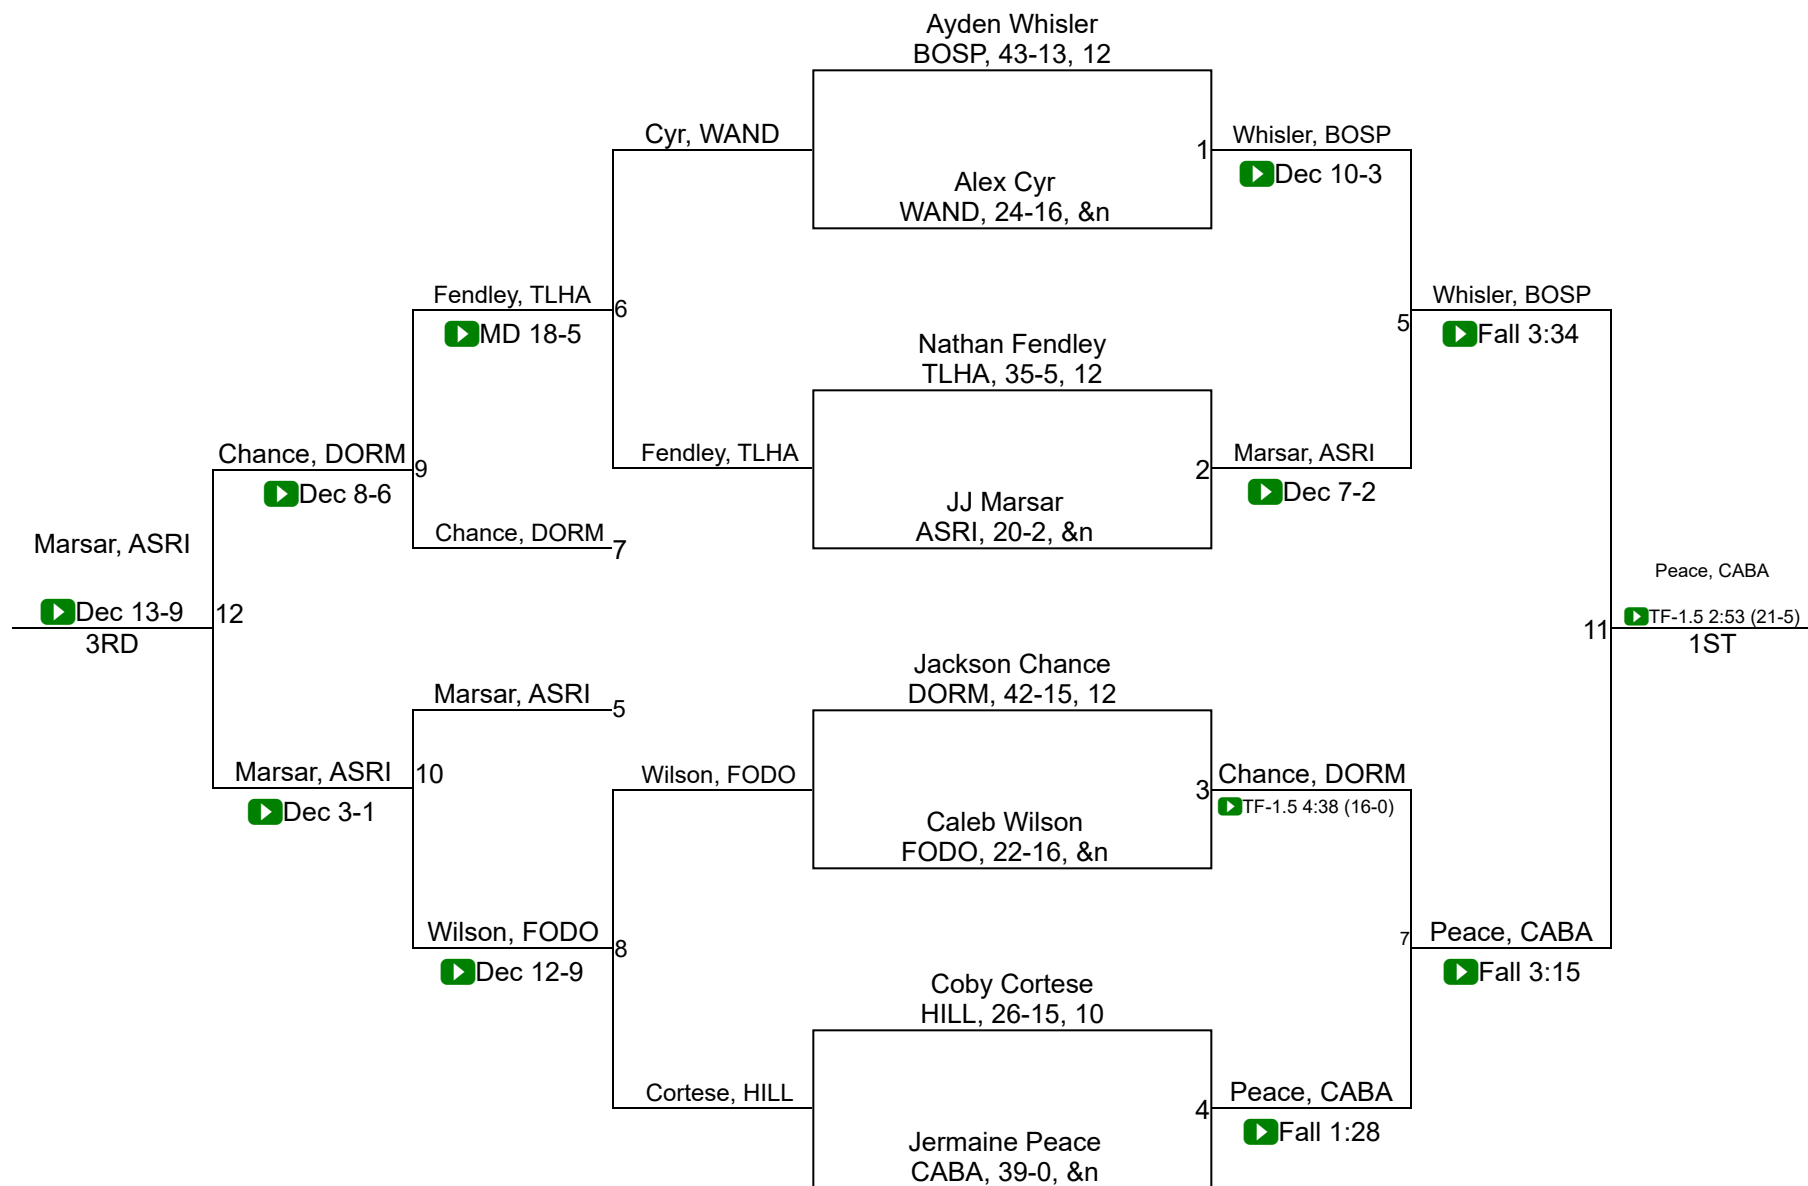 Ayden Whisler
BOSP, 43-13, 12
Cyr, WAND
1
Whisler, BOSP
Dec 10-3
Alex Cyr
WAND, 24-16, &n
Fendley, TLHA
6
MD 18-5
5
Whisler, BOSP
Fall 3:34
Nathan Fendley
TLHA, 35-5, 12
Chance, DORM
9
Dec 8-6
Fendley, TLHA
2
Marsar, ASRI
Dec 7-2
JJ Marsar
ASRI, 20-2, &n
Chance, DORM
7
Marsar, ASRI
Dec 13-9
12
3RD
Peace, CABA
11
TF-1.5 2:53 (21-5)
1ST
Jackson Chance
DORM, 42-15, 12
Marsar, ASRI
5
Marsar, ASRI
10
Dec 3-1
Wilson, FODO
3
Chance, DORM
TF-1.5 4:38 (16-0)
Caleb Wilson
FODO, 22-16, &n
Wilson, FODO
8
Dec 12-9
7
Peace, CABA
Fall 3:15
Coby Cortese
HILL, 26-15, 10
Cortese, HILL
4
Peace, CABA
Fall 1:28
Jermaine Peace
CABA, 39-0, &n